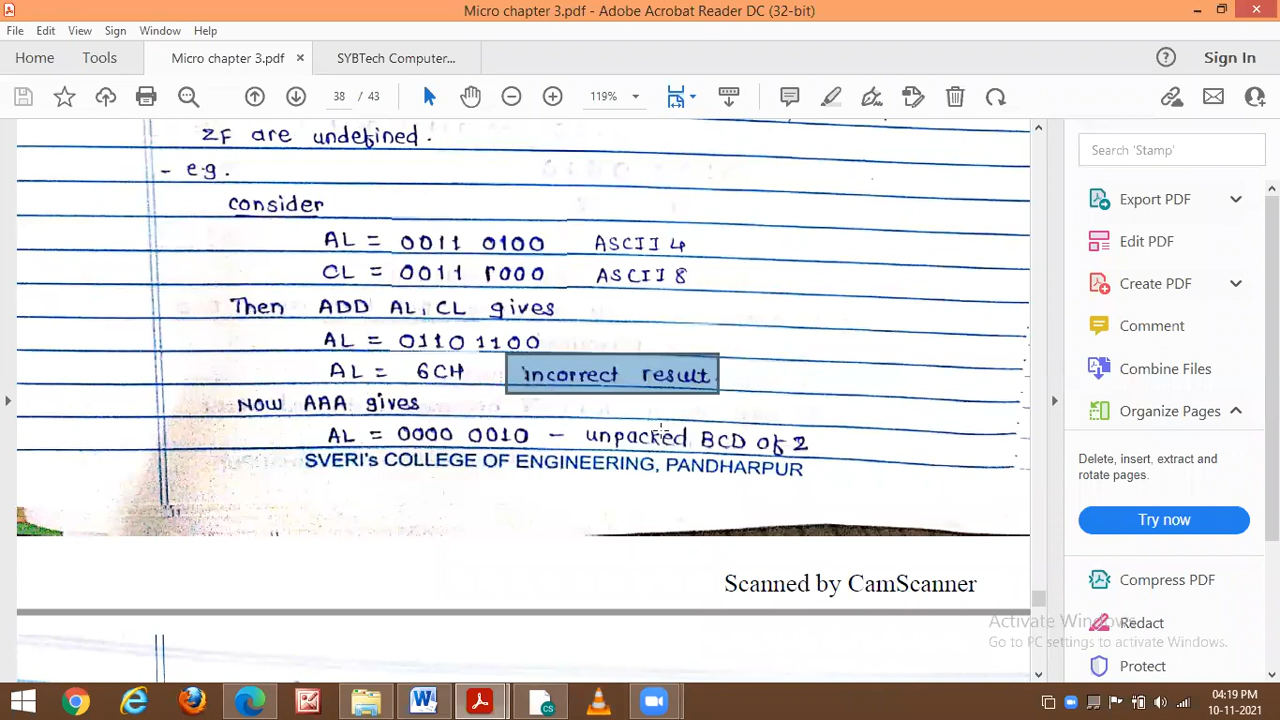 Micro chapter 3.pdf - Adobe Acrobat Reader DC (32-bit)
File Edit View Sign Window Help
Home Tools Micro chapter 3.pdf × SYBTech Computer... ? Sign In
38 / 43 119%
ZF are undefined.
- e.g.
consider
AL = 0011 0100 ASCII 4
CL = 0011 1000 ASCII 8
Then ADD AL, CL gives
AL = 0110 1100
AL = 6CH incorrect result.
Now AAA gives
AL = 0000 0010 - unpacked BCD of 2
SVERI's COLLEGE OF ENGINEERING, PANDHARPUR
Scanned by CamScanner
Search 'Stamp'
Export PDF
Edit PDF
Create PDF
Comment
Combine Files
Organize Pages
Delete, insert, extract and
rotate pages.
Try now
Compress PDF
Redact
Protect
Activate Windows
Go to PC settings to activate Windows.
04:19 PM
10-11-2021